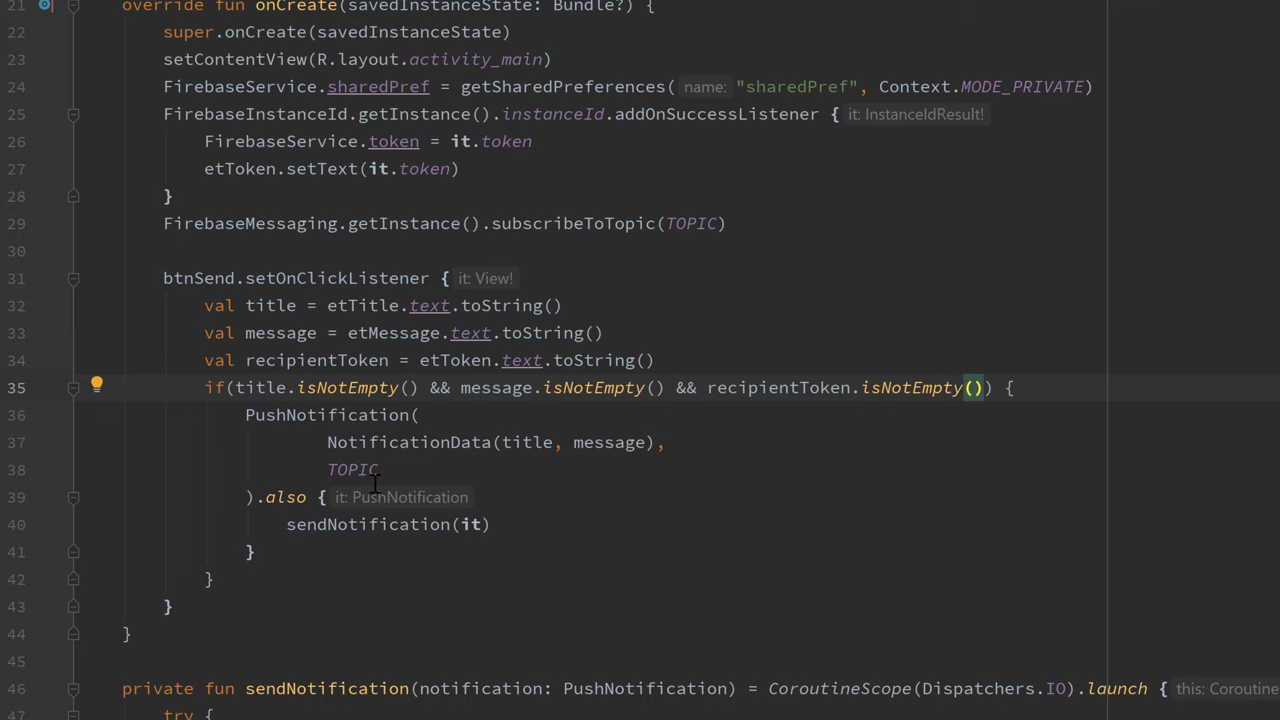 21 override fun onCreate(savedInstanceState: Bundle?) {
22 super.onCreate(savedInstanceState)
23 setContentView(R.layout.activity_main)
24 FirebaseService.sharedPref = getSharedPreferences( name: "sharedPref", Context.MODE_PRIVATE)
25 FirebaseInstanceId.getInstance().instanceId.addOnSuccessListener { it: InstanceIdResult!
26 FirebaseService.token = it.token
27 etToken.setText(it.token)
28 }
29 FirebaseMessaging.getInstance().subscribeToTopic(TOPIC)
30
31 btnSend.setOnClickListener { it: View!
32 val title = etTitle.text.toString()
33 val message = etMessage.text.toString()
34 val recipientToken = etToken.text.toString()
35 if(title.isNotEmpty() && message.isNotEmpty() && recipientToken.isNotEmpty()) {
36 PushNotification(
37 NotificationData(title, message),
38 TOPIC
39 ).also { it: PushNotification
40 sendNotification(it)
41 }
42 }
43 }
44 }
45
46 private fun sendNotification(notification: PushNotification) = CoroutineScope(Dispatchers.IO).launch { this: Coroutine
47 try {